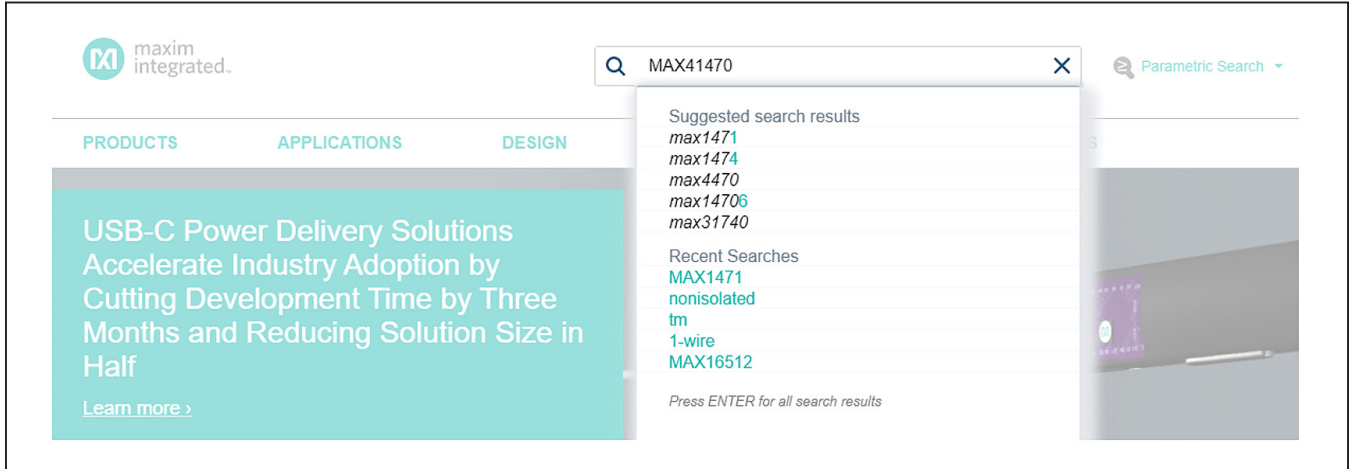 maxim
integrated™
MAX41470
Parametric Search
PRODUCTS
APPLICATIONS
DESIGN
S
USB-C Power Delivery Solutions
Accelerate Industry Adoption by
Cutting Development Time by Three
Months and Reducing Solution Size in
Half
Learn more ›
Suggested search results
max1471
max1474
max4470
max14706
max31740
Recent Searches
MAX1471
nonisolated
tm
1-wire
MAX16512
Press ENTER for all search results